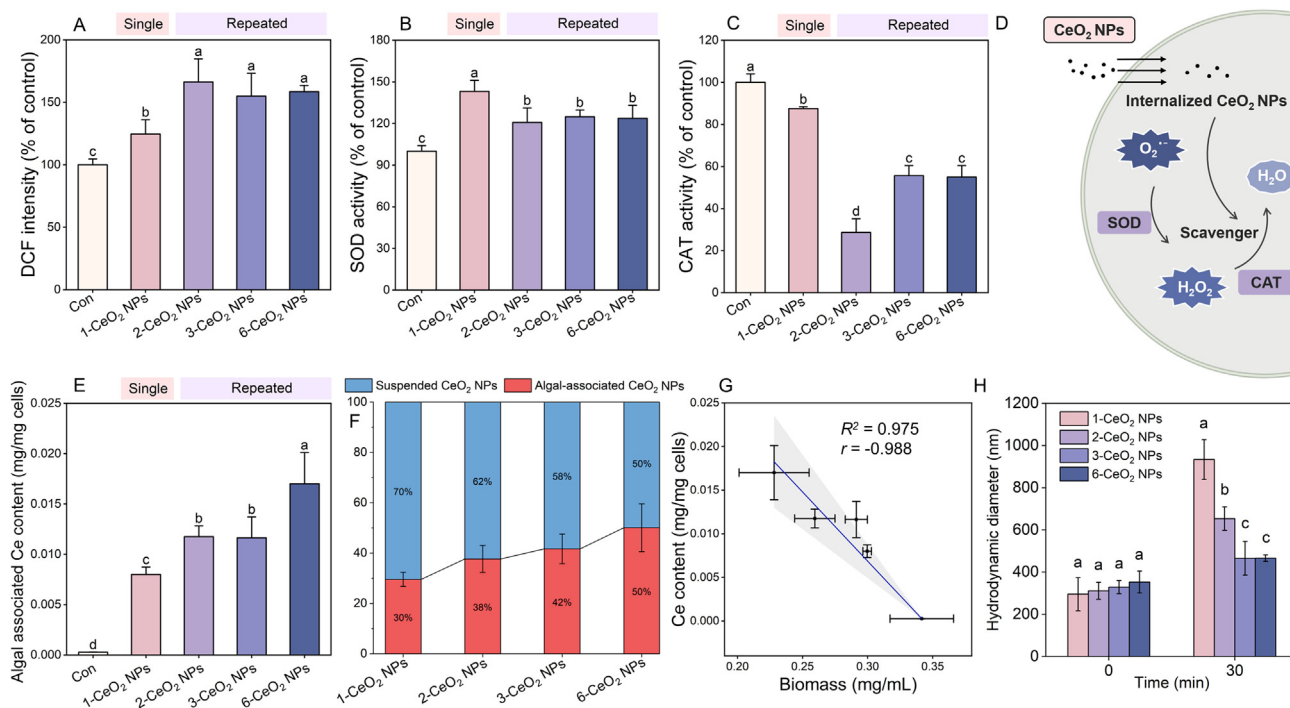 A
Single
Repeated
DCF intensity (% of control)
200
150
100
50
0
c
b
a
a
a
Con
1-CeO₂ NPs
2-CeO₂ NPs
3-CeO₂ NPs
6-CeO₂ NPs
B
Single
Repeated
SOD activity (% of control)
180
150
120
90
60
30
0
c
a
b
b
b
Con
1-CeO₂ NPs
2-CeO₂ NPs
3-CeO₂ NPs
6-CeO₂ NPs
C
Single
Repeated
CAT activity (% of control)
120
100
80
60
40
20
0
a
b
d
c
c
Con
1-CeO₂ NPs
2-CeO₂ NPs
3-CeO₂ NPs
6-CeO₂ NPs
D
CeO₂ NPs
Internalized CeO₂ NPs
O₂˙⁻
H₂O
SOD
Scavenger
H₂O₂
CAT
E
Single
Repeated
Algal associated Ce content (mg/mg cells)
0.025
0.020
0.015
0.010
0.005
0.000
d
c
b
b
a
Con
1-CeO₂ NPs
2-CeO₂ NPs
3-CeO₂ NPs
6-CeO₂ NPs
Suspended CeO₂ NPs
Algal-associated CeO₂ NPs
F
100
80
60
40
20
0
70%
62%
58%
50%
30%
38%
42%
50%
1-CeO₂ NPs
2-CeO₂ NPs
3-CeO₂ NPs
6-CeO₂ NPs
G
R² = 0.975
r = -0.988
Ce content (mg/mg cells)
0.025
0.020
0.015
0.010
0.005
0.000
0.20
0.25
0.30
0.35
Biomass (mg/mL)
H
1-CeO₂ NPs
2-CeO₂ NPs
3-CeO₂ NPs
6-CeO₂ NPs
Hydrodynamic diameter (nm)
1200
1000
800
600
400
200
0
a
a
a
a
a
b
c
c
0
30
Time (min)